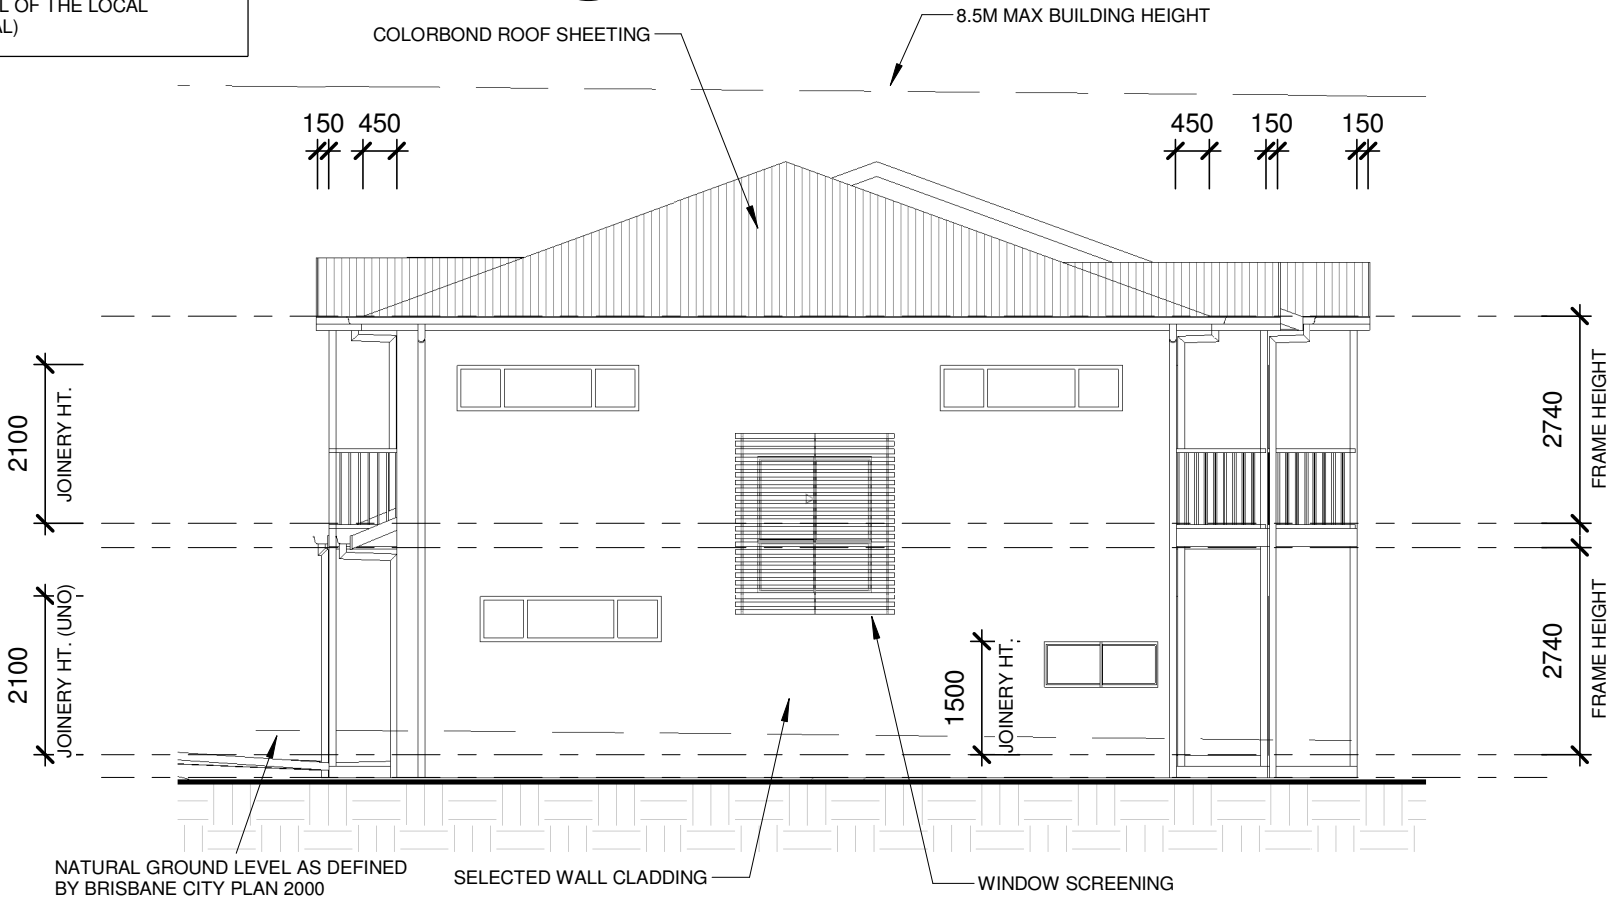 L OF THE LOCAL
AL)
COLORBOND ROOF SHEETING
8.5M MAX BUILDING HEIGHT
150 450
450 150 150
2100
JOINERY HT.
2740
FRAME HEIGHT
2100
JOINERY HT. (UNO)
1500
JOINERY HT.
2740
FRAME HEIGHT
NATURAL GROUND LEVEL AS DEFINED
BY BRISBANE CITY PLAN 2000
SELECTED WALL CLADDING
WINDOW SCREENING